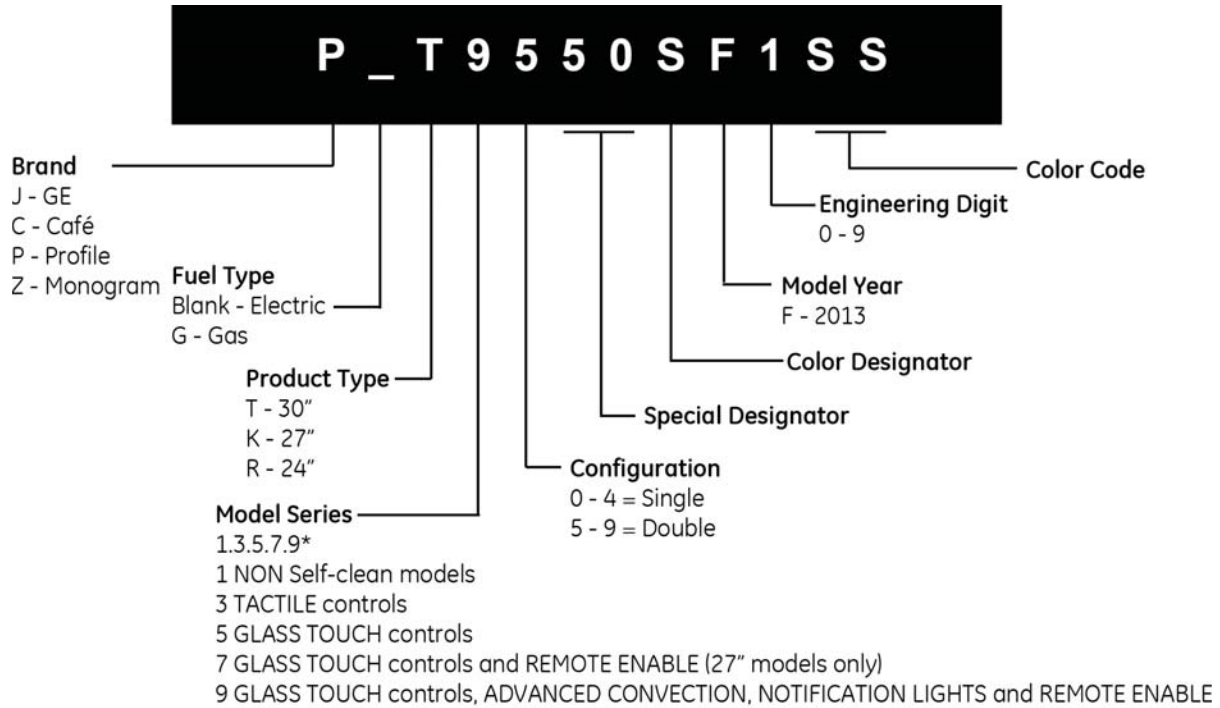 P _ T 9 5 5 0 S F 1 S S
Brand
J - GE
C - Café
P - Profile
Z - Monogram
Fuel Type
Blank - Electric
G - Gas
Product Type
T - 30”
K - 27”
R - 24”
Model Series
1.3.5.7.9*
1 NON Self-clean models
3 TACTILE controls
5 GLASS TOUCH controls
7 GLASS TOUCH controls and REMOTE ENABLE (27” models only)
9 GLASS TOUCH controls, ADVANCED CONVECTION, NOTIFICATION LIGHTS and REMOTE ENABLE
Configuration
0 - 4 = Single
5 - 9 = Double
Special Designator
Color Designator
Model Year
F - 2013
Engineering Digit
0 - 9
Color Code